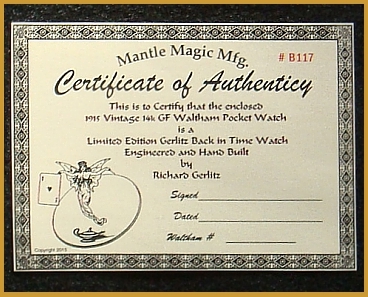 Mantle Magic Mfg.
# B117
Certificate of Authenticy
This is to Certify that the enclosed
1915 Vintage 14k GF Waltham Pocket Watch
is a
Limited Edition Gerlitz Back in Time Watch
Engineered and Hand Built
by
Richard Gerlitz
Signed
Dated
Waltham #
Copyright 2015